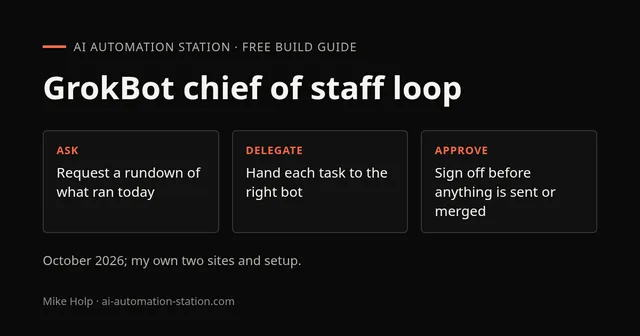 AI AUTOMATION STATION · FREE BUILD GUIDE
GrokBot chief of staff loop
ASK
Request a rundown of
what ran today
DELEGATE
Hand each task to the
right bot
APPROVE
Sign off before
anything is sent or
merged
October 2026; my own two sites and setup.
Mike Holp · ai-automation-station.com